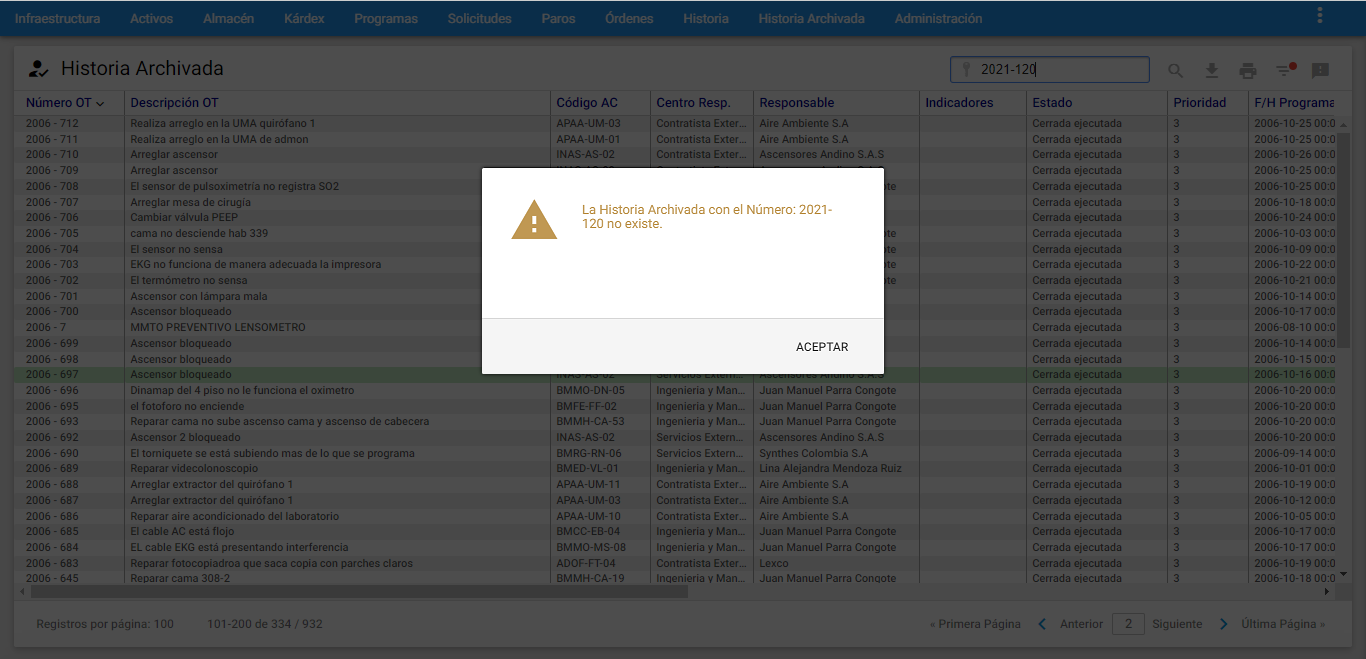 Infraestructura Activos Almacén Kárdex Programas Solicitudes Paros Órdenes Historia Historia Archivada Administración
Historia Archivada 2021-120
Número OT Descripción OT Código AC Centro Resp. Responsable Indicadores Estado Prioridad F/H Programa
2006 - 712 Realiza arreglo en la UMA quirófano 1 APAA-UM-03 Contratista Exter... Aire Ambiente S.A Cerrada ejecutada 3 2006-10-25 00:0
2006 - 711 Realiza arreglo en la UMA de admon APAA-UM-01 Contratista Exter... Aire Ambiente S.A Cerrada ejecutada 3 2006-10-25 00:0
2006 - 710 Arreglar ascensor INAS-AS-02 Contratista Exter... Ascensores Andino S.A.S Cerrada ejecutada 3 2006-10-26 00:0
2006 - 709 Arreglar ascensor Cerrada ejecutada 3 2006-10-26 00:0
2006 - 708 El sensor de pulsoximetría no registra SO2 Cerrada ejecutada 3 2006-10-22 00:0
2006 - 707 Arreglar mesa de cirugía Cerrada ejecutada 3 2006-10-18 00:0
2006 - 706 Cambiar válvula PEEP Cerrada ejecutada 3 2006-10-24 00:0
2006 - 705 cama no desciende hab 339 Cerrada ejecutada 3 2006-10-03 00:0
2006 - 704 El sensor no sensa Cerrada ejecutada 3 2006-10-09 00:0
2006 - 703 EKG no funciona de manera adecuada la impresora Cerrada ejecutada 3 2006-10-22 00:0
2006 - 702 El termómetro no sensa Cerrada ejecutada 3 2006-10-21 00:0
2006 - 701 Ascensor con lámpara mala Cerrada ejecutada 3 2006-10-14 00:0
2006 - 700 Ascensor bloqueado Cerrada ejecutada 3 2006-10-17 00:0
2006 - 7 MMTO PREVENTIVO LENSOMETRO Cerrada ejecutada 3 2006-08-10 00:0
2006 - 699 Ascensor bloqueado Cerrada ejecutada 3 2006-10-14 00:0
2006 - 698 Ascensor bloqueado Cerrada ejecutada 3 2006-10-15 00:0
2006 - 697 Ascensor bloqueado INAS-AS-02 Servicios Extern... Ascensores Andino S.A.S Cerrada ejecutada 3 2006-10-16 00:0
La Historia Archivada con el Número: 2021-
120 no existe.
ACEPTAR
2006 - 696 Dinamap del 4 piso no le funciona el oximetro BMMO-DN-05 Ingenieria y Man... Juan Manuel Parra Congote Cerrada ejecutada 3 2006-10-20 00:0
2006 - 695 el fotoforo no enciende BMFE-FF-02 Ingenieria y Man... Juan Manuel Parra Congote Cerrada ejecutada 3 2006-10-20 00:0
2006 - 693 Reparar cama no sube ascenso cama y ascenso de cabecera BMMH-CA-53 Ingenieria y Man... Juan Manuel Parra Congote Cerrada ejecutada 3 2006-10-20 00:0
2006 - 692 Ascensor 2 bloqueado INAS-AS-02 Servicios Extern... Ascensores Andino S.A.S Cerrada ejecutada 3 2006-10-20 00:0
2006 - 690 El torniquete se está subiendo mas de lo que se programa BMRG-RN-06 Servicios Extern... Synthes Colombia S.A Cerrada ejecutada 3 2006-09-14 00:0
2006 - 689 Reparar videcolonoscopio BMED-VL-01 Ingenieria y Man... Lina Alejandra Mendoza Ruiz Cerrada ejecutada 3 2006-10-01 00:0
2006 - 688 Arreglar extractor del quirófano 1 APAA-UM-11 Contratista Exter... Aire Ambiente S.A Cerrada ejecutada 3 2006-10-19 00:0
2006 - 687 Arreglar extractor del quirófano 1 APAA-UM-03 Contratista Exter... Aire Ambiente S.A Cerrada ejecutada 3 2006-10-12 00:0
2006 - 686 Reparar aire acondicionado del laboratorio APAA-UM-10 Contratista Exter... Aire Ambiente S.A Cerrada ejecutada 3 2006-10-05 00:0
2006 - 685 El cable AC está flojo BMCC-EB-04 Ingenieria y Man... Juan Manuel Parra Congote Cerrada ejecutada 3 2006-10-17 00:0
2006 - 684 EL cable EKG está presentando interferencia BMMO-MS-08 Ingenieria y Man... Juan Manuel Parra Congote Cerrada ejecutada 3 2006-10-17 00:0
2006 - 683 Reparar fotocopiadroa que saca copia con parches claros ADOF-FT-04 Contratista Exter... Lexco Cerrada ejecutada 3 2006-10-20 00:0
2006 - 645 Reparar cama 308-2 BMMH-CA-19 Ingenieria y Man... Juan Manuel Parra Congote Cerrada ejecutada 3 2006-10-18 00:0
Registros por página: 100 101-200 de 334 / 932 « Primera Página Anterior 2 Siguiente Última Página »